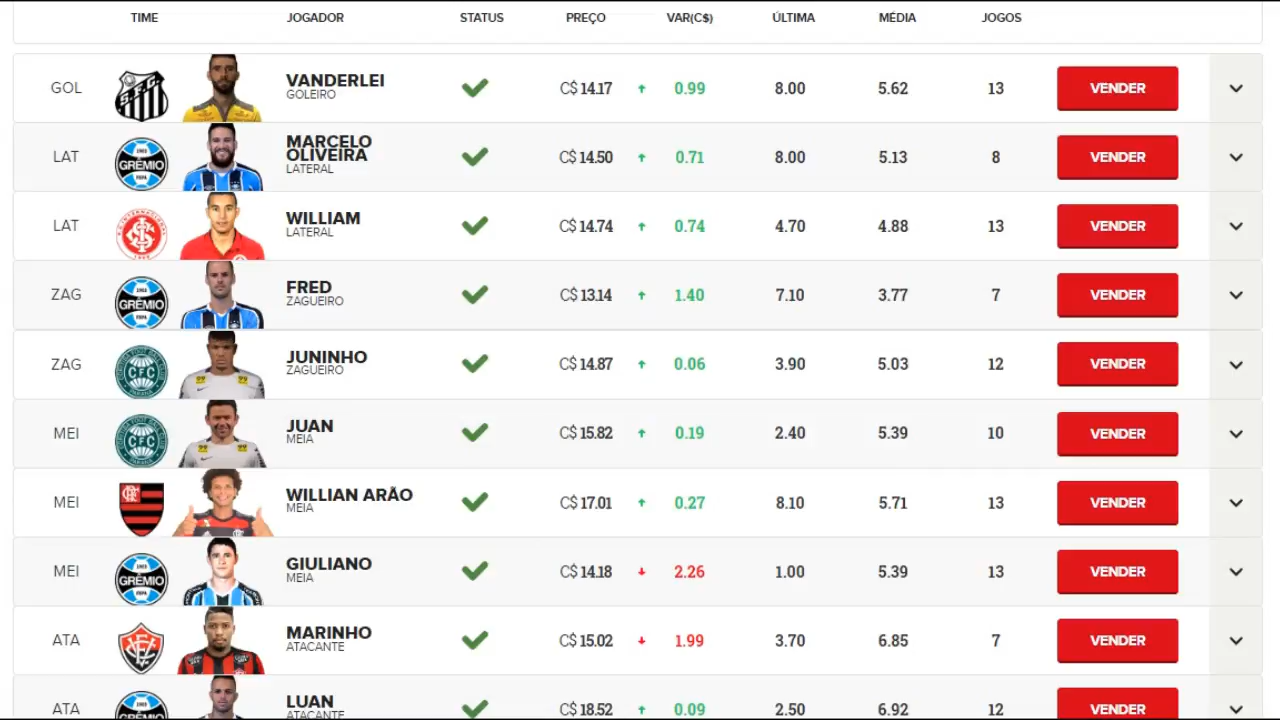 TIME JOGADOR STATUS PREÇO VAR(C$) ÚLTIMA MÉDIA JOGOS
GOL VANDERLEI C$ 14.17 0.99 8.00 5.62 13 VENDER
GOLEIRO
LAT MARCELO OLIVEIRA C$ 14.50 0.71 8.00 5.13 8 VENDER
LATERAL
GRÊMIO
LAT WILLIAM C$ 14.74 0.74 4.70 4.88 13 VENDER
LATERAL
ZAG FRED C$ 13.14 1.40 7.10 3.77 7 VENDER
ZAGUEIRO
GRÊMIO
ZAG JUNINHO C$ 14.87 0.06 3.90 5.03 12 VENDER
ZAGUEIRO
CFC
MEI JUAN C$ 15.82 0.19 2.40 5.39 10 VENDER
MEIA
CFC
MEI WILLIAN ARÃO C$ 17.01 0.27 8.10 5.71 13 VENDER
MEIA
MEI GIULIANO C$ 14.18 2.26 1.00 5.39 13 VENDER
MEIA
GRÊMIO
ATA MARINHO C$ 15.02 1.99 3.70 6.85 7 VENDER
ATACANTE
ATA LUAN C$ 18.52 0.09 2.50 6.92 12 VENDER
ATACANTE
GRÊMIO